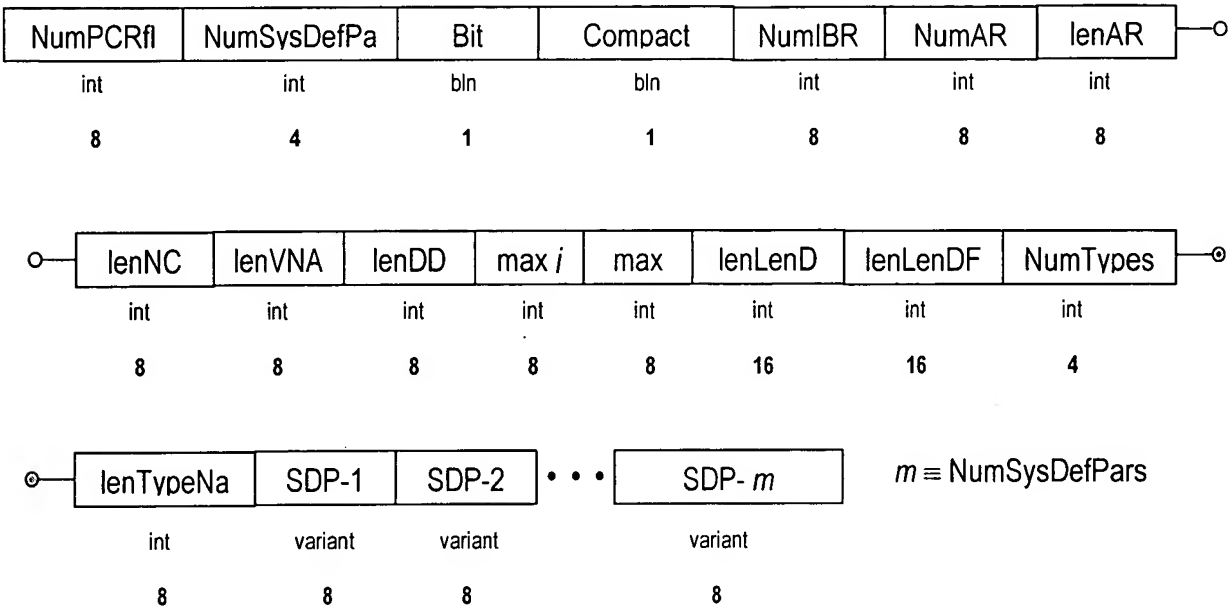 NumPCRfl NumSysDefPa Bit Compact NumIBR NumAR lenAR
int int bln bln int int int
8 4 1 1 8 8 8
lenNC lenVNA lenDD max i max lenLenD lenLenDF NumTypes
int int int int int int int int
8 8 8 8 8 16 16 4
lenTypeNa SDP-1 SDP-2 • • • SDP- m m ≡ NumSysDefPars
int variant variant variant
8 8 8 8